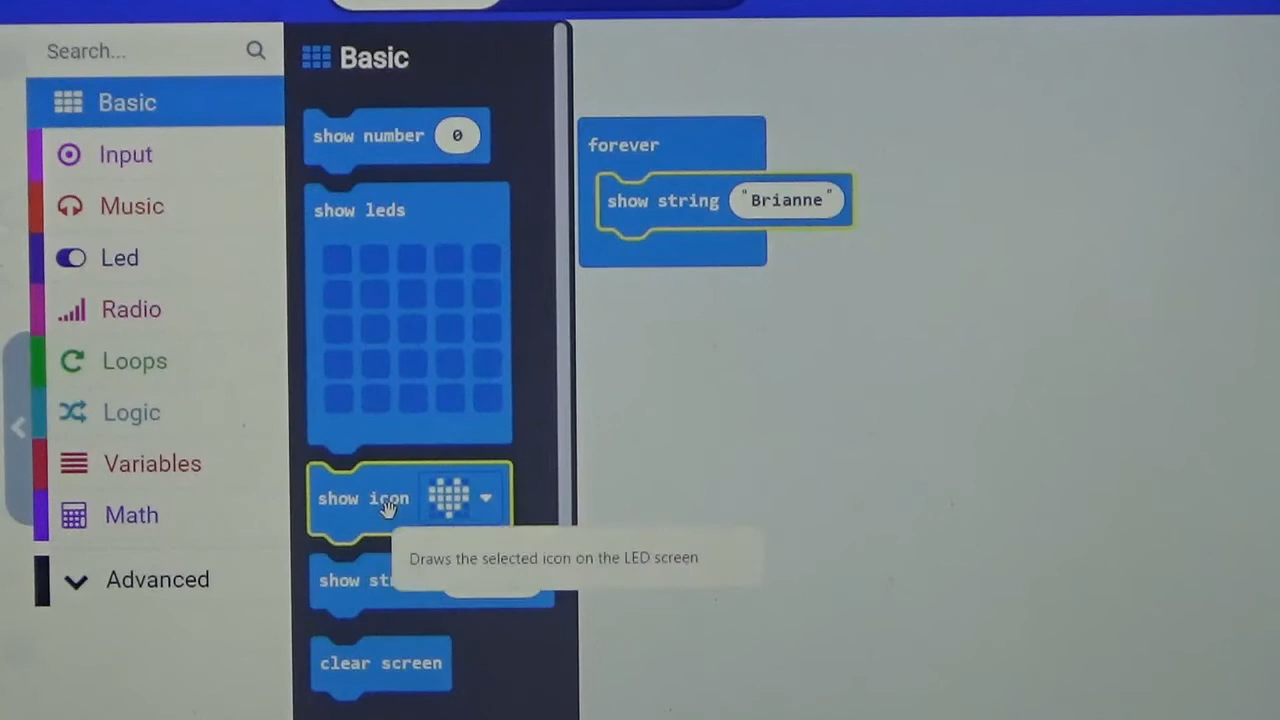 Search...
Basic
Input
Music
Led
Radio
Loops
Logic
Variables
Math
Advanced
Basic
show number 0
show leds
show icon
Draws the selected icon on the LED screen
clear screen
forever
show string "Brianne"